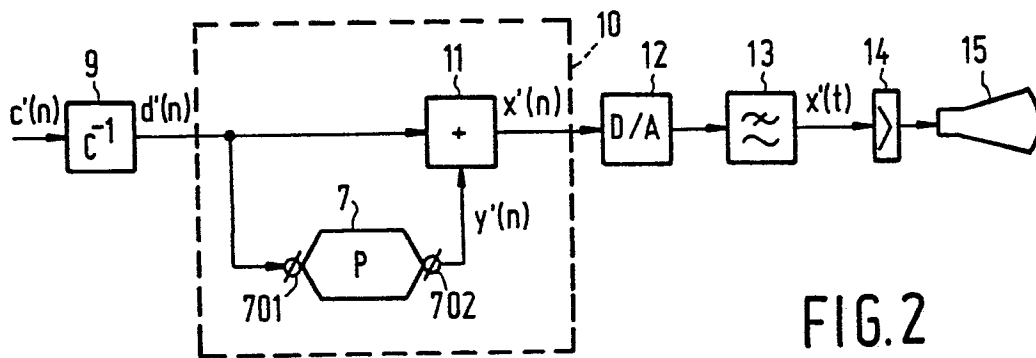 10
9
11
12
13
14
15
c'(n)
C⁻¹
d'(n)
+
x'(n)
D/A
x'(t)
7
y'(n)
P
701
702
FIG.2